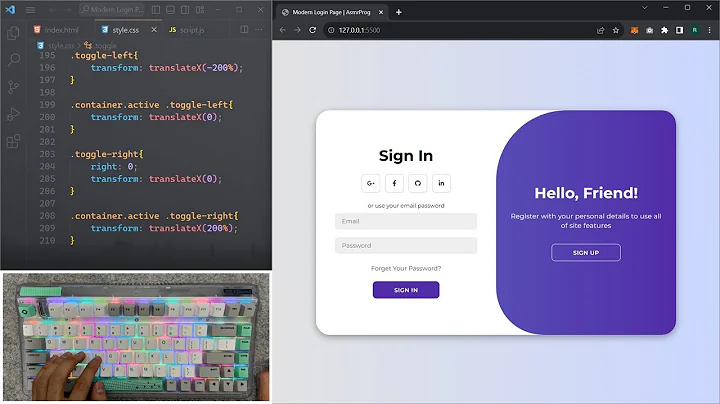 Modern Login P...
index.html
style.css
script.js
style.css > .toggle
195 .toggle-left{
196 transform: translateX(-200%);
197 }
198
199 .container.active .toggle-left{
200 transform: translateX(0);
201 }
202
203 .toggle-right{
204 right: 0;
205 transform: translateX(0);
206 }
207
208 .container.active .toggle-right{
209 transform: translateX(200%);
210 }
Modern Login Page | AsmrProg
127.0.0.1:5500
R
Sign In
G+
f
in
or use your email password
Email
Password
Forget Your Password?
SIGN IN
Hello, Friend!
Register with your personal details to use all
of site features
SIGN UP